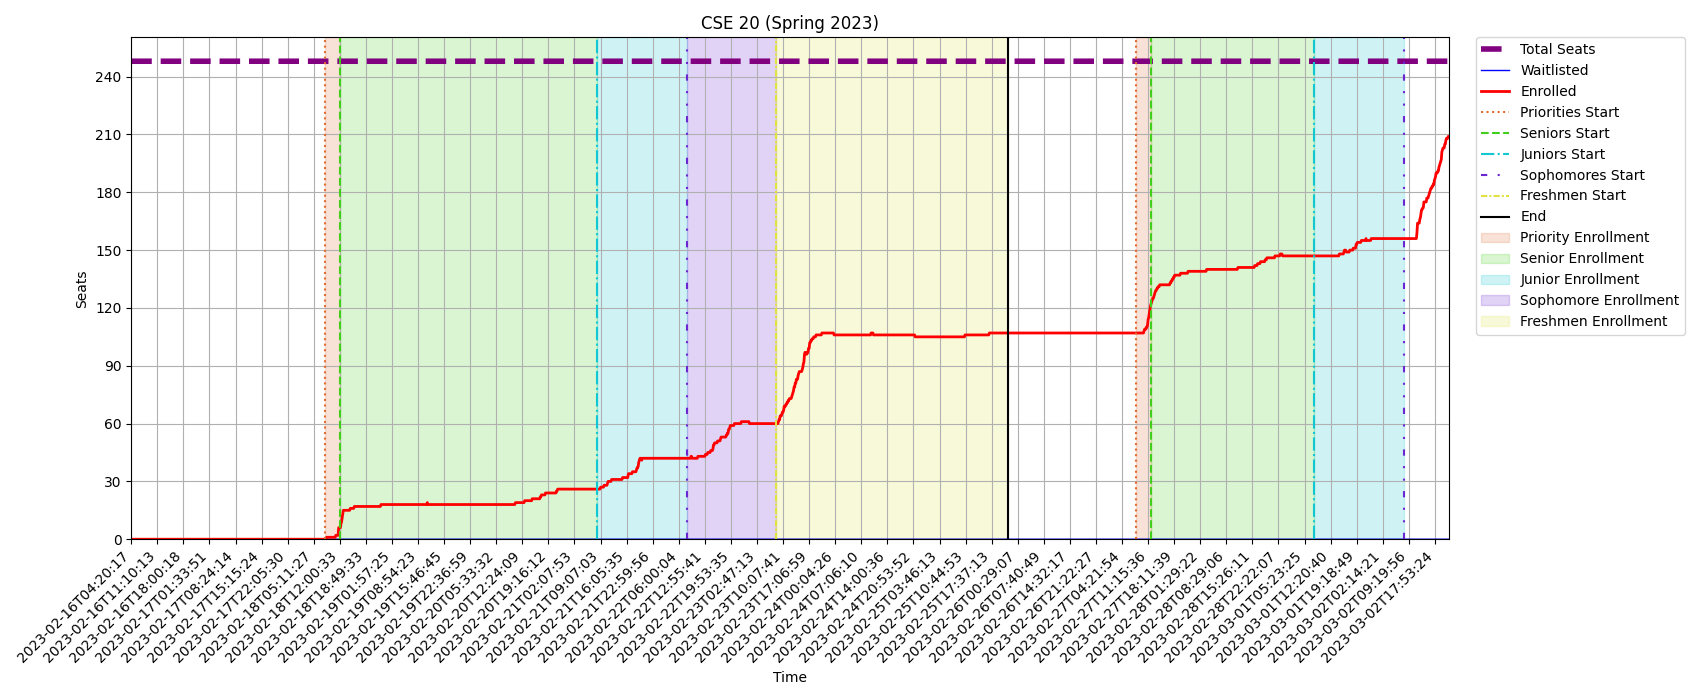 CSE 20 (Spring 2023)
Total Seats
Waitlisted
Enrolled
Priorities Start
Seniors Start
Juniors Start
Sophomores Start
Freshmen Start
End
Priority Enrollment
Senior Enrollment
Junior Enrollment
Sophomore Enrollment
Freshmen Enrollment
Seats
240
210
180
150
120
90
60
30
0
2023-02-16T04:20:17
2023-02-16T11:10:13
2023-02-16T18:00:18
2023-02-17T01:33:51
2023-02-17T08:24:14
2023-02-17T15:15:24
2023-02-17T22:05:30
2023-02-18T05:11:27
2023-02-18T12:00:33
2023-02-18T18:49:33
2023-02-19T01:57:25
2023-02-19T08:54:23
2023-02-19T15:46:45
2023-02-19T22:36:59
2023-02-20T05:33:32
2023-02-20T12:24:09
2023-02-20T19:16:12
2023-02-21T02:07:53
2023-02-21T09:07:03
2023-02-21T16:05:35
2023-02-21T22:59:56
2023-02-22T06:00:04
2023-02-22T12:55:41
2023-02-22T19:53:35
2023-02-23T02:47:13
2023-02-23T10:07:41
2023-02-23T17:06:59
2023-02-24T00:04:26
2023-02-24T07:06:10
2023-02-24T14:00:36
2023-02-24T20:53:52
2023-02-25T03:46:13
2023-02-25T10:44:53
2023-02-25T17:37:13
2023-02-26T00:29:07
2023-02-26T07:40:49
2023-02-26T14:32:17
2023-02-26T21:22:27
2023-02-27T04:21:54
2023-02-27T11:15:36
2023-02-27T18:11:39
2023-02-28T01:29:22
2023-02-28T08:29:06
2023-02-28T15:26:11
2023-02-28T22:22:07
2023-03-01T05:23:25
2023-03-01T12:20:40
2023-03-01T19:18:49
2023-03-02T02:14:21
2023-03-02T09:19:56
2023-03-02T17:53:24
Time